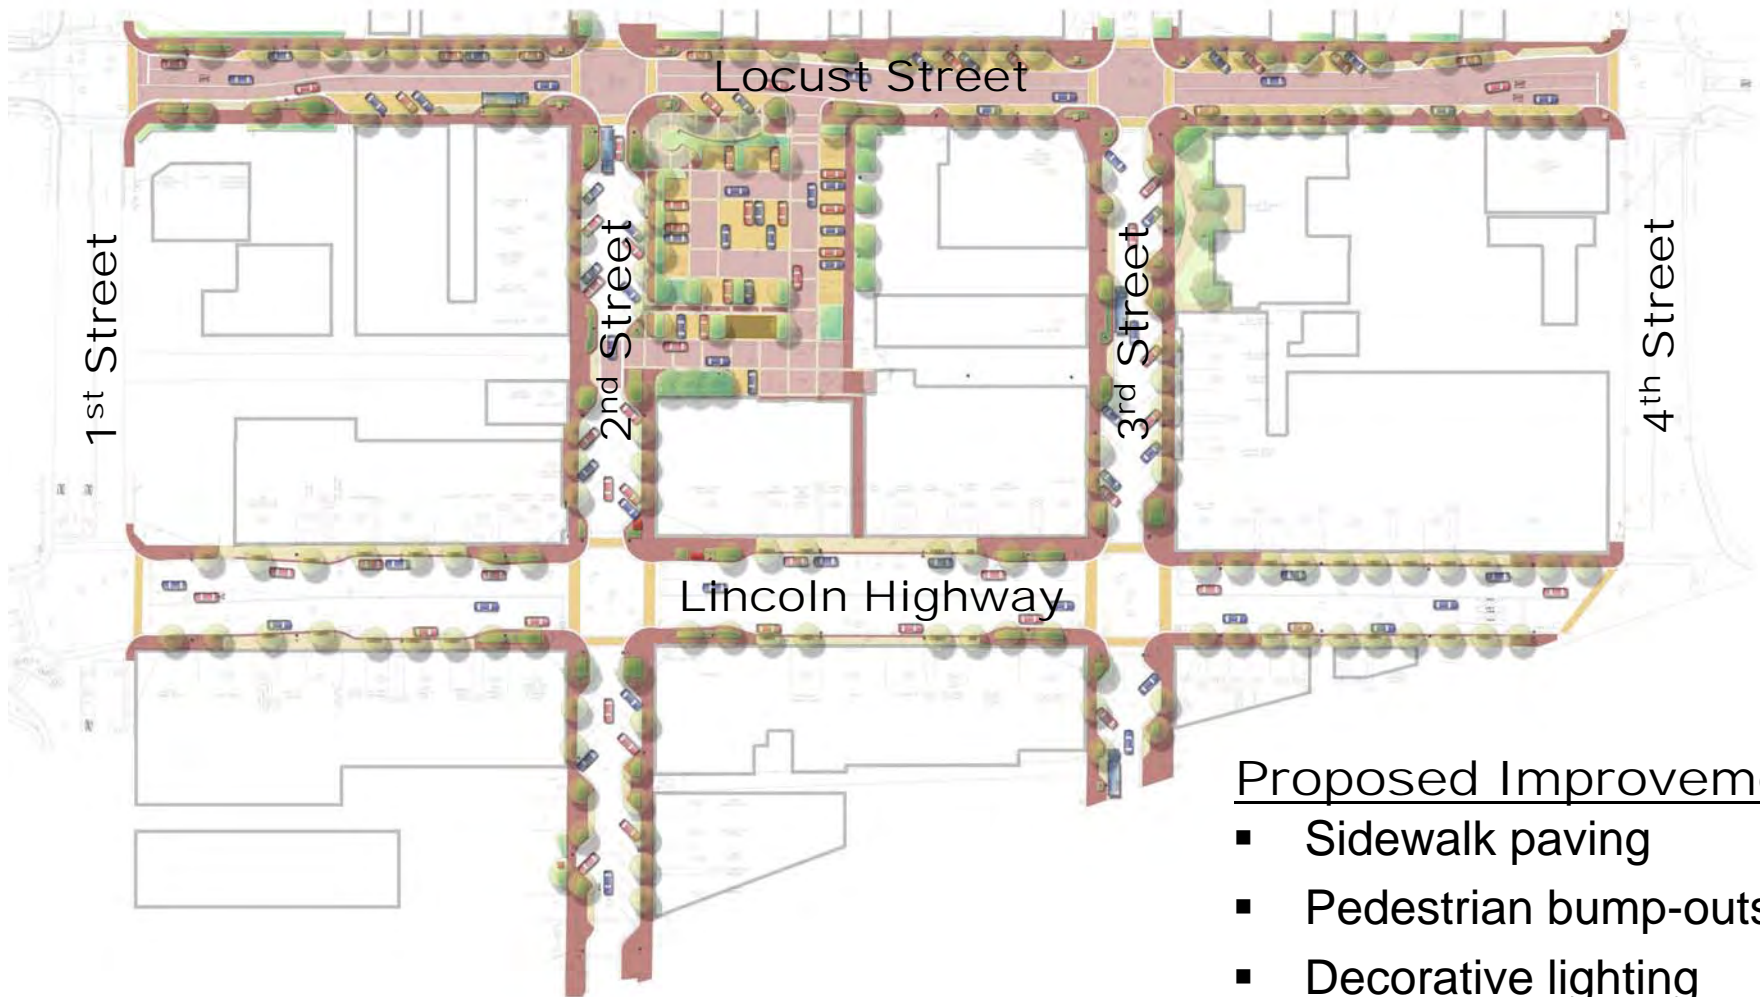 Locust Street
1st Street
2nd Street
3rd Street
4th Street
Lincoln Highway
Proposed Improveme
▪ Sidewalk paving
▪ Pedestrian bump-outs
▪ Decorative lighting